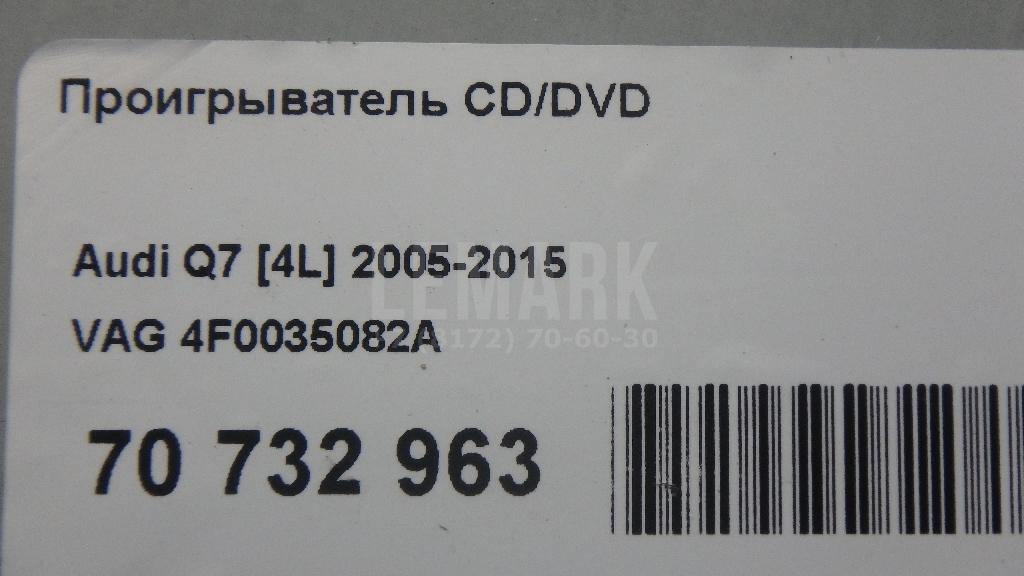 Проигрыватель CD/DVD
Audi Q7 [4L] 2005-2015
LEMARK
VAG 4F0035082A
(8172) 70-60-30
70 732 963